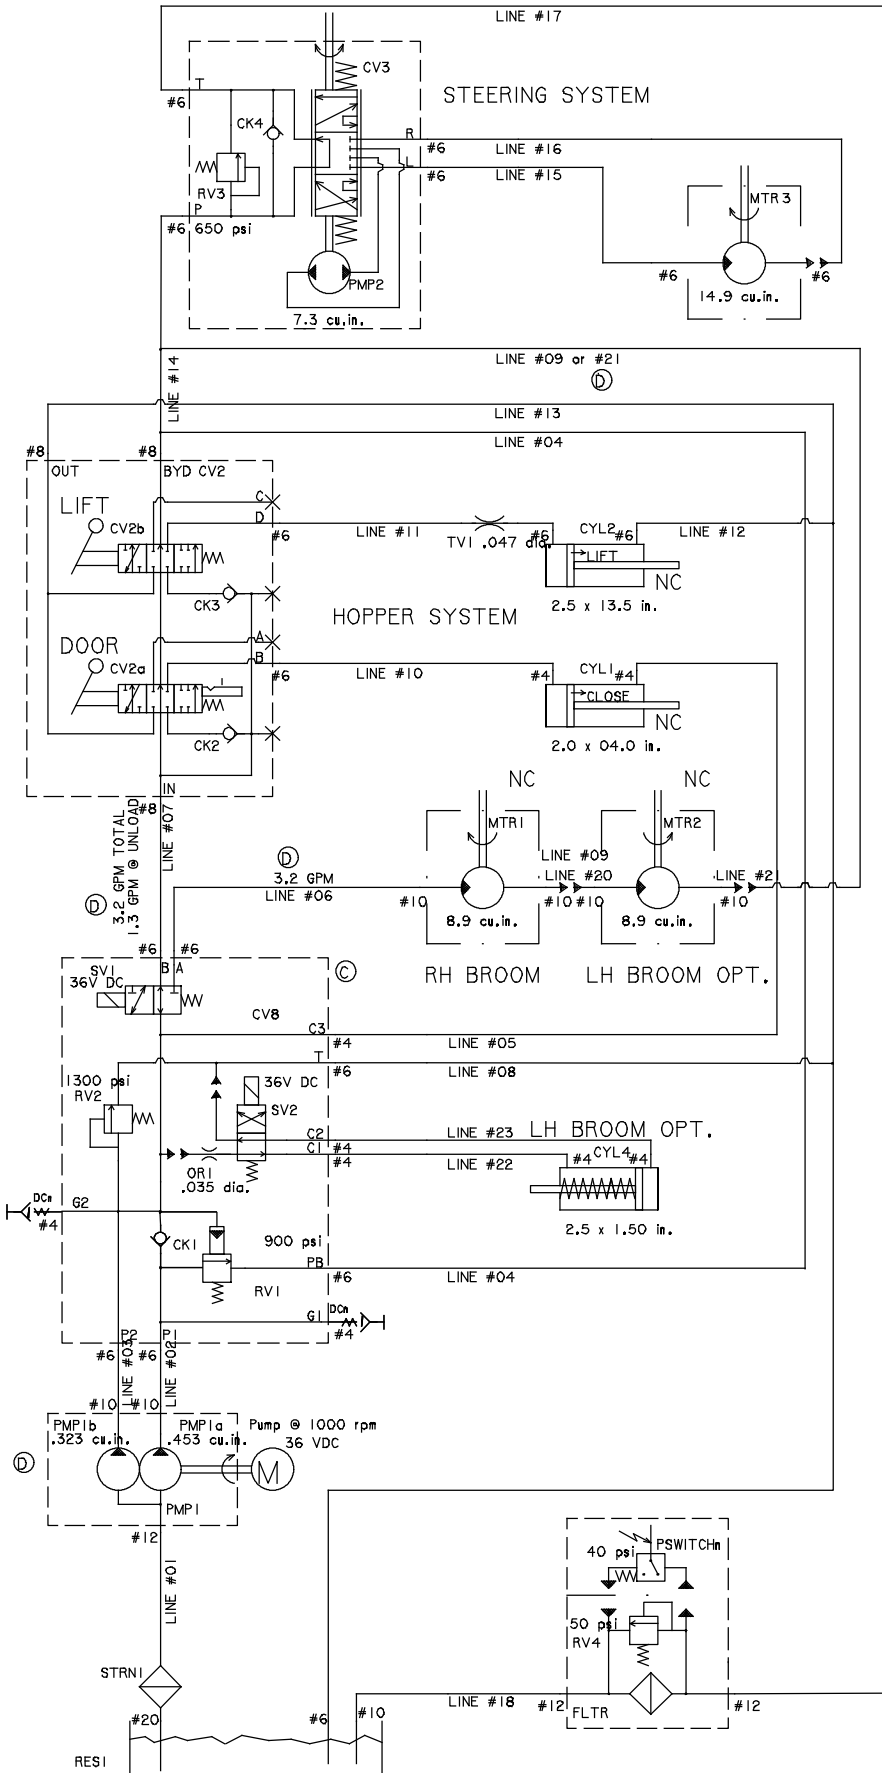 LINE #17
T
#6
CV3
STEERING SYSTEM
CK4
R
#6
LINE #16
L
#6
LINE #15
RV3
P
#6
650 psi
MTR3
PMP2
#6
#6
14.9 cu.in.
7.3 cu.in.
LINE #09 or #21
D
LINE #14
LINE #13
LINE #04
#8
#8
OUT
BYD CV2
LIFT
C
CV2b
D
#6
LINE #11
TV1 .047 dia.
#6
CYL2
#6
LINE #12
LIFT
NC
CK3
2.5 x 13.5 in.
HOPPER SYSTEM
DOOR
A
CV2a
B
#6
LINE #10
#4
CYL1
#4
1
CLOSE
NC
CK2
2.0 x 04.0 in.
IN
#8
NC
NC
3.2 GPM TOTAL
1.3 GPM @ UNLOAD
LINE #07
MTR1
MTR2
D
D
3.2 GPM
LINE #06
LINE #09
LINE #20
LINE #21
#10
#10
#10
#10
8.9 cu.in.
8.9 cu.in.
#6
#6
B
A
SV1
36V DC
C
RH BROOM
LH BROOM OPT.
CV8
C3
#4
LINE #05
T
#6
LINE #08
1300 psi
RV2
36V DC
SV2
C2
#4
LINE #23
LH BROOM OPT.
C1
#4
LINE #22
#4
CYL4
#4
OR1
.035 dia.
DCn
G2
#4
2.5 x 1.50 in.
CK1
900 psi
PB
#6
LINE #04
RV1
G1
DCn
#4
P2
P1
#6
#6
LINE #03
LINE #02
#10
#10
PMP1b
.323 cu.in.
PMP1a
.453 cu.in.
Pump @ 1000 rpm
36 VDC
D
M
PMP1
#12
LINE #01
PSWITCHn
40 psi
50 psi
RV4
STRN1
LINE #18
#12
FLTR
#12
#20
#6
#10
RES1